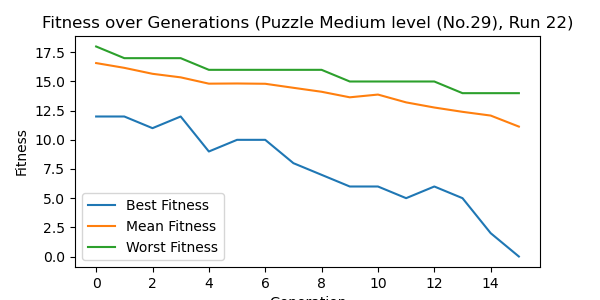 Fitness over Generations (Puzzle Medium level (No.29), Run 22)
17.5
15.0
12.5
10.0
7.5
5.0
2.5
0.0
Fitness
Best Fitness
Mean Fitness
Worst Fitness
0 2 4 6 8 10 12 14
Generation